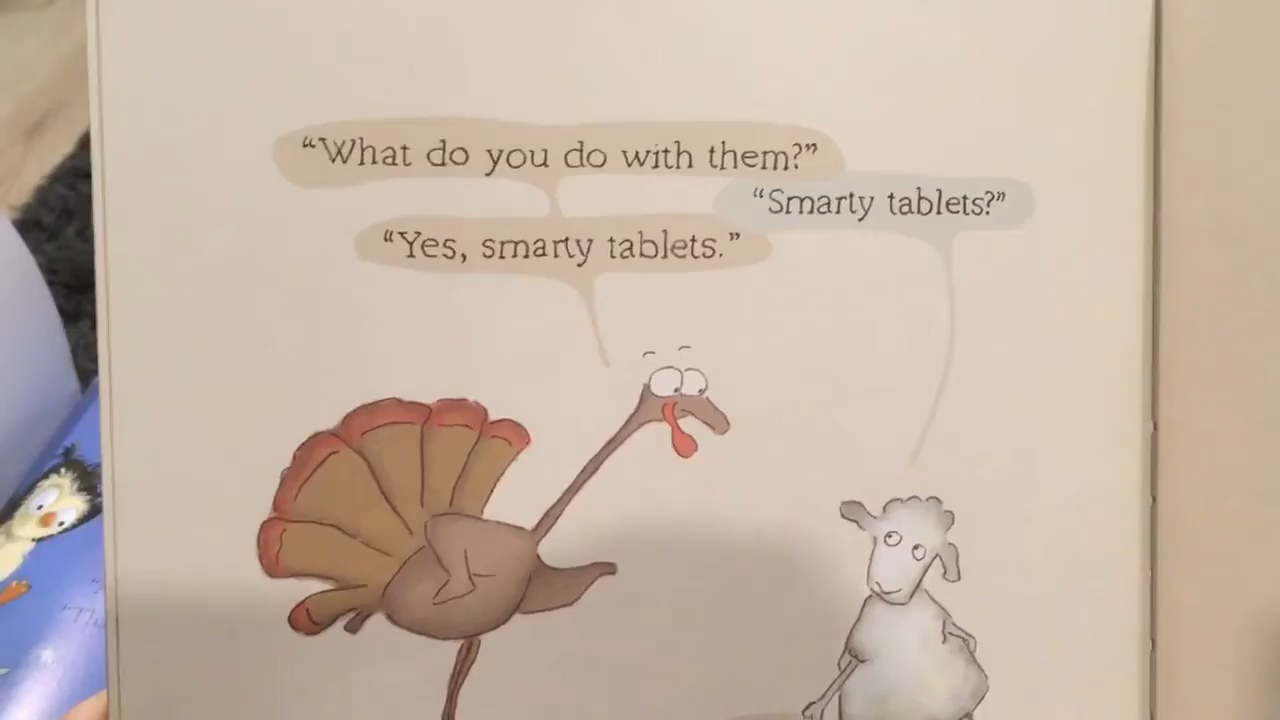 “What do you do with them?”
“Smarty tablets?”
“Yes, smarty tablets.”